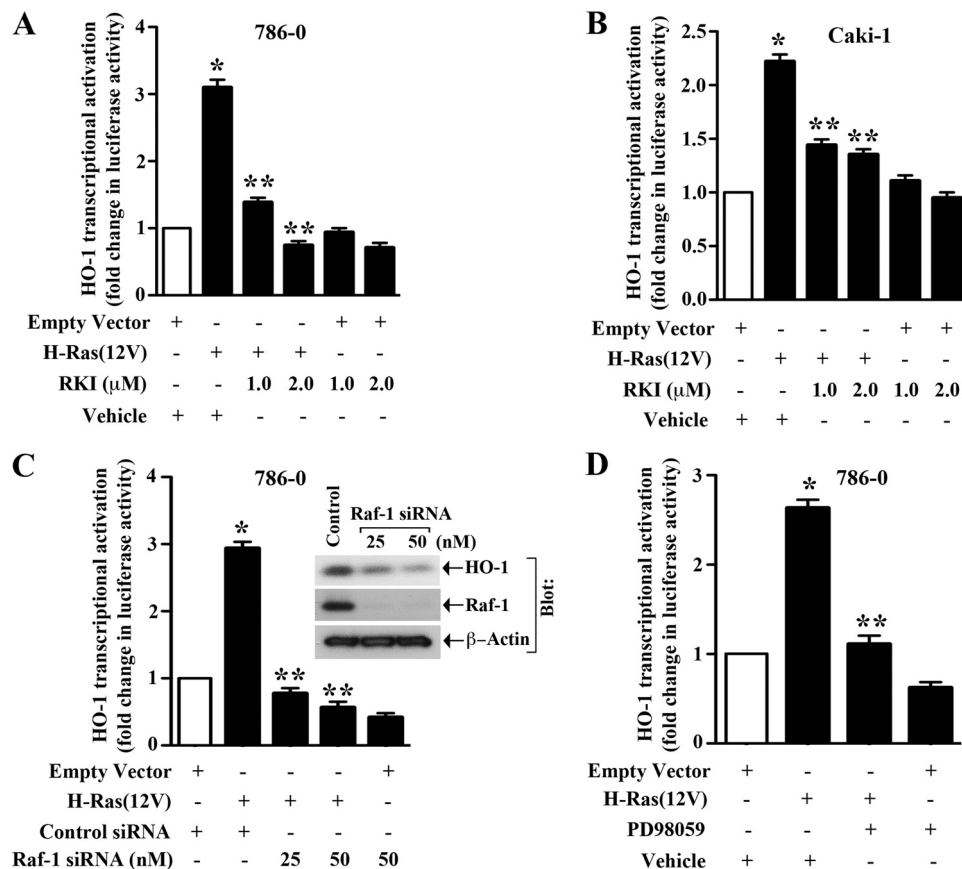 A
786-0
HO-1 transcriptional activation
(fold change in luciferase activity)
4
3
2
1
0
*
**
**
Empty Vector + - - - + +
H-Ras(12V) - + + + - -
RKI (μM) - - 1.0 2.0 1.0 2.0
Vehicle + + - - - -
B
Caki-1
HO-1 transcriptional activation
(fold change in luciferase activity)
2.5
2.0
1.5
1.0
0.5
0.0
*
**
**
Empty Vector + - - - + +
H-Ras(12V) - + + + - -
RKI (μM) - - 1.0 2.0 1.0 2.0
Vehicle + + - - - -
C
786-0
HO-1 transcriptional activation
(fold change in luciferase activity)
4
3
2
1
0
*
**
**
Control
Raf-1 siRNA
25 50 (nM)
HO-1
Raf-1
β-Actin
Blot:
Empty Vector + - - - +
H-Ras(12V) - + + + -
Control siRNA + + - - -
Raf-1 siRNA (nM) - - 25 50 50
D
786-0
HO-1 transcriptional activation
(fold change in luciferase activity)
3
2
1
0
*
**
Empty Vector + - - +
H-Ras(12V) - + + -
PD98059 - - + +
Vehicle + + - -